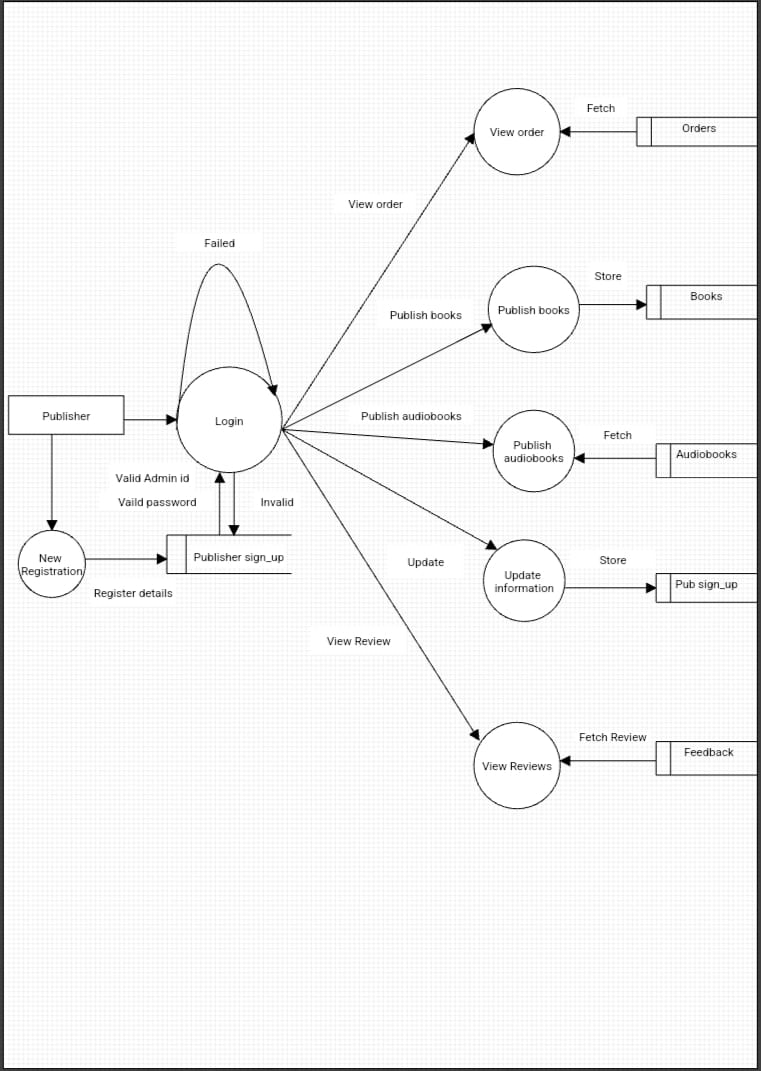 Fetch
View order
Orders
View order
Failed
Store
Books
Publish books
Publish books
Publisher
Login
Publish audiobooks
Publish
audiobooks
Fetch
Audiobooks
Valid Admin id
Vaild password
Invalid
New
Registration
Publisher sign_up
Register details
Update
Update
information
Store
Pub sign_up
View Review
View Reviews
Fetch Review
Feedback